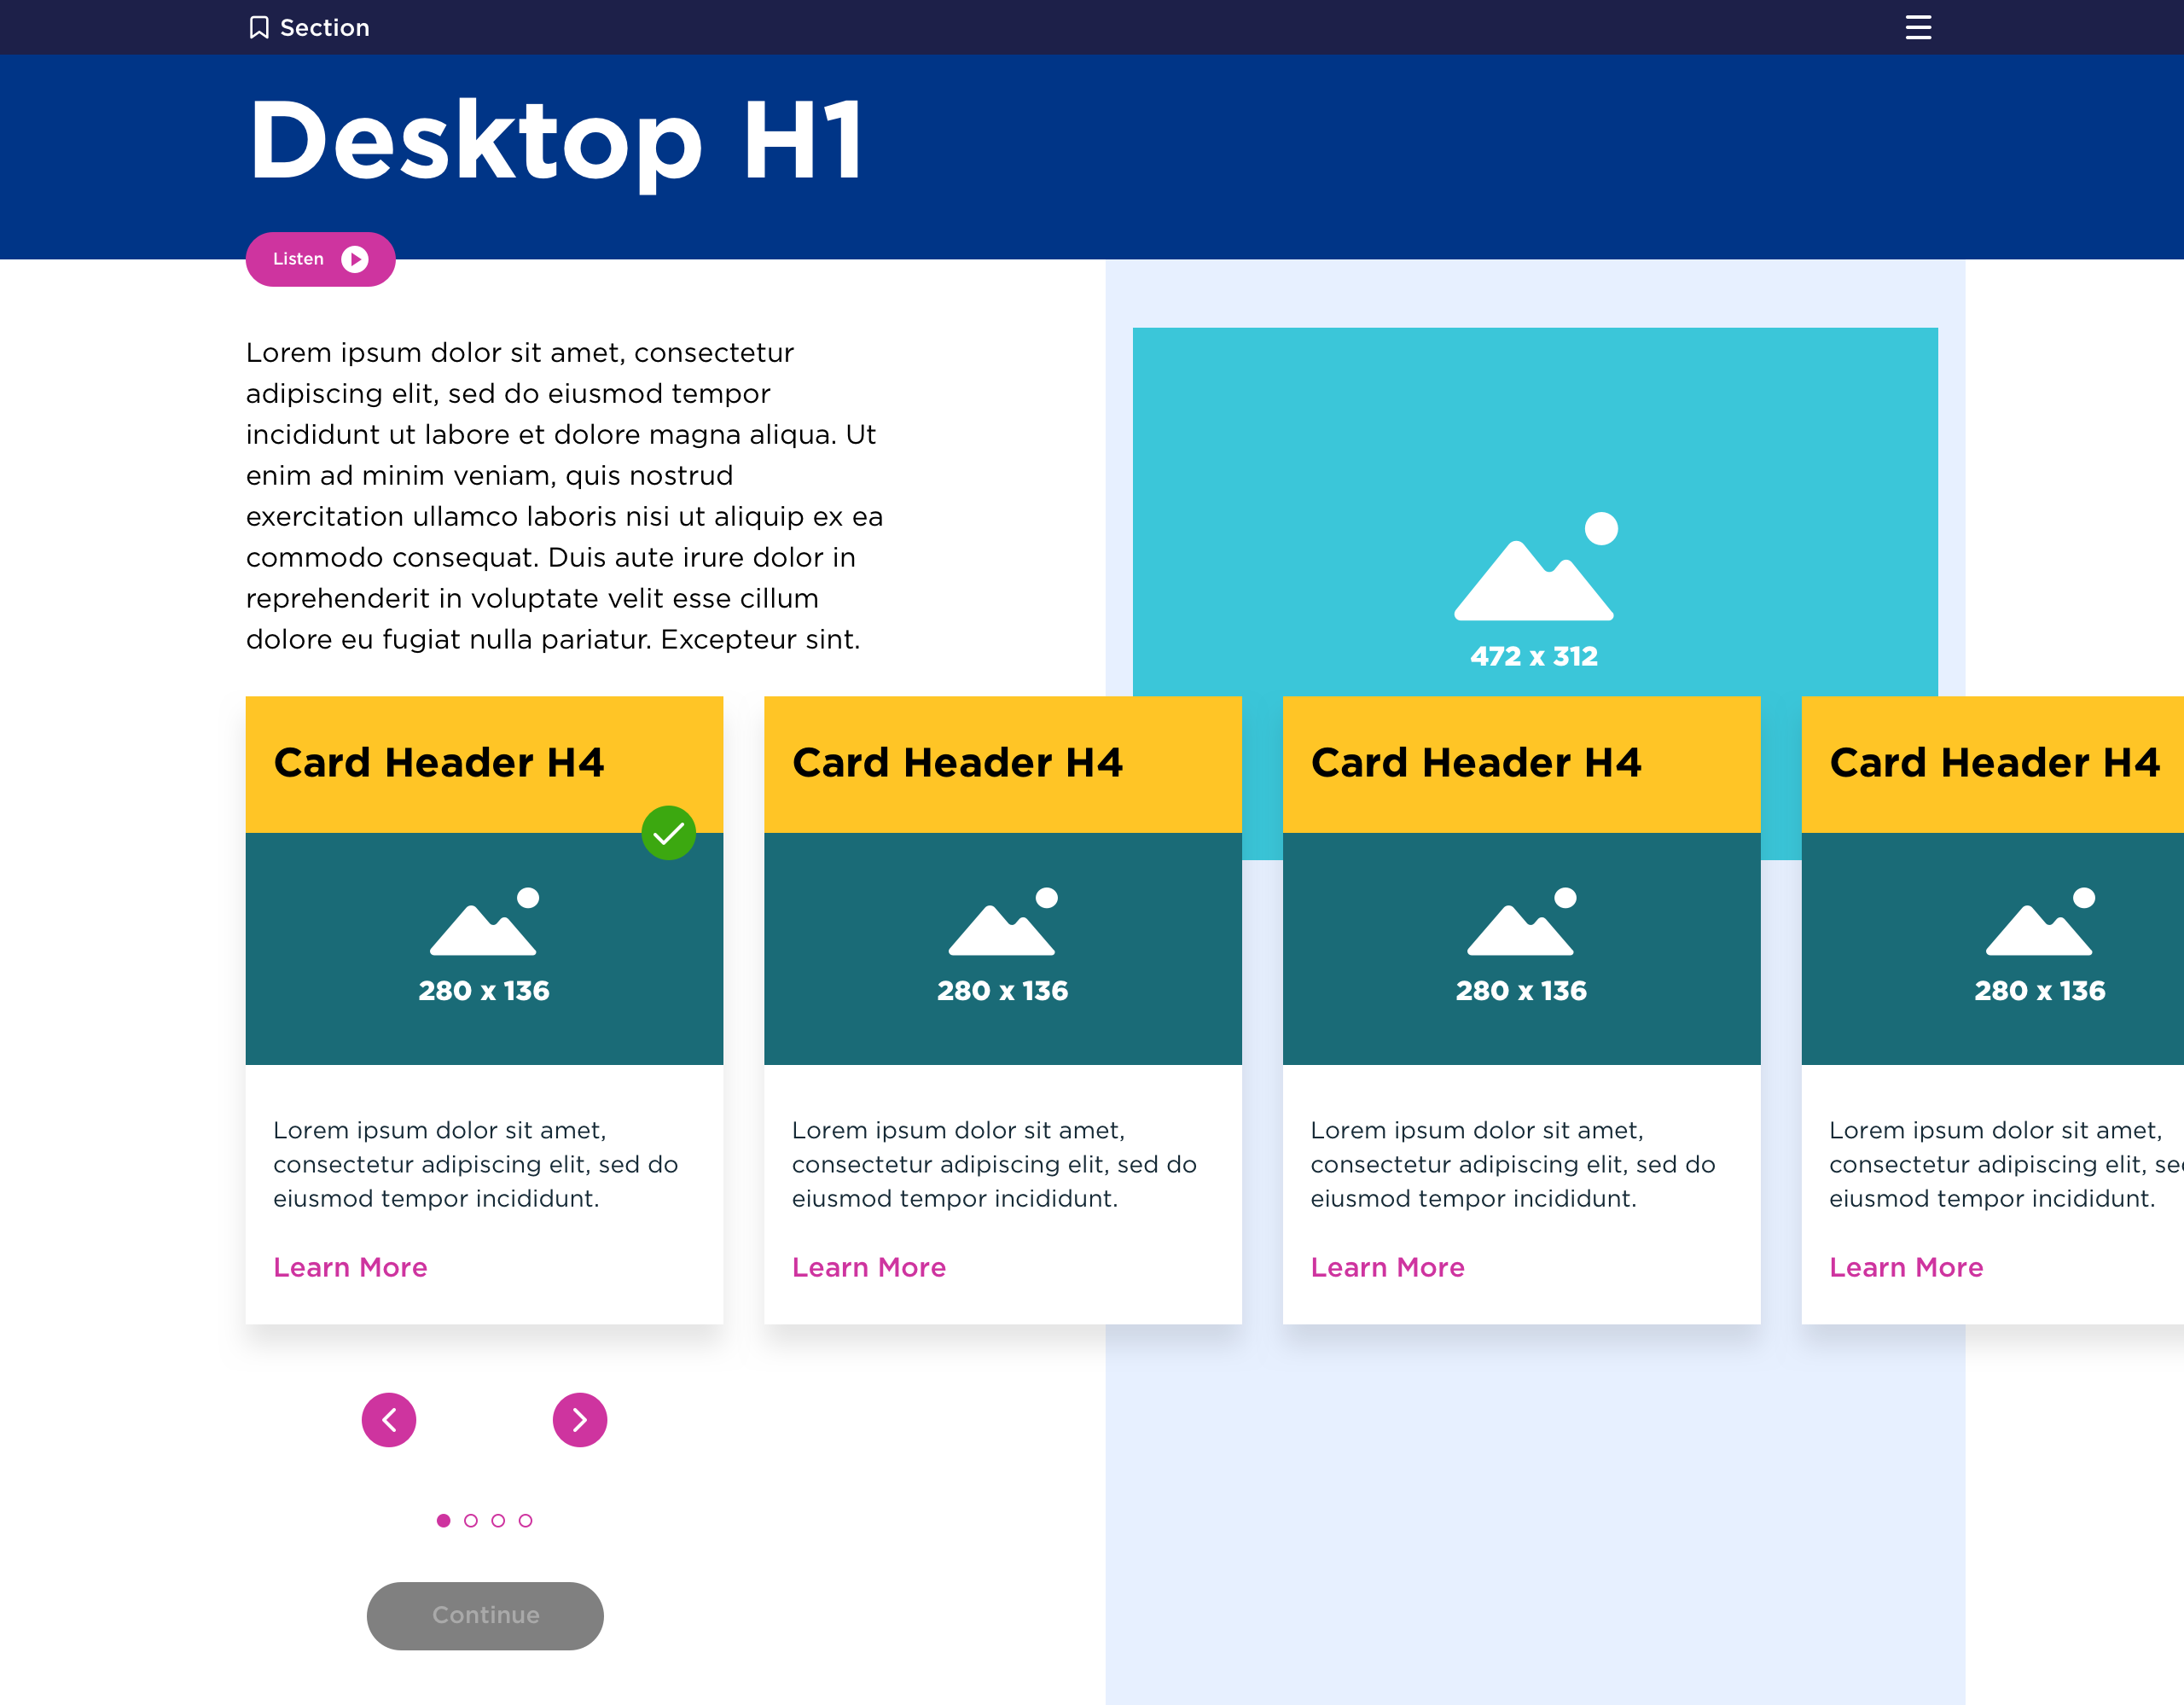 Section
Desktop H1
Listen
Lorem ipsum dolor sit amet, consectetur
adipiscing elit, sed do eiusmod tempor
incididunt ut labore et dolore magna aliqua. Ut
enim ad minim veniam, quis nostrud
exercitation ullamco laboris nisi ut aliquip ex ea
commodo consequat. Duis aute irure dolor in
reprehenderit in voluptate velit esse cillum
dolore eu fugiat nulla pariatur. Excepteur sint.
472 x 312
Card Header H4
280 x 136
Lorem ipsum dolor sit amet,
consectetur adipiscing elit, sed do
eiusmod tempor incididunt.
Learn More
Card Header H4
280 x 136
Lorem ipsum dolor sit amet,
consectetur adipiscing elit, sed do
eiusmod tempor incididunt.
Learn More
Card Header H4
280 x 136
Lorem ipsum dolor sit amet,
consectetur adipiscing elit, sed do
eiusmod tempor incididunt.
Learn More
Card Header H4
280 x 136
Lorem ipsum dolor sit amet,
consectetur adipiscing elit,
eiusmod tempor incididunt.
Learn More
Continue